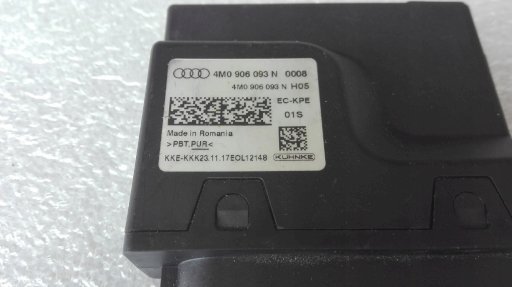 4M0 906 093 N 0008
4M0 906 093 N H05
EC-KPE
01S
Made in Romania
>PBT,PUR<
KKE-KKK23.11.17EOL12148
KUHNKE